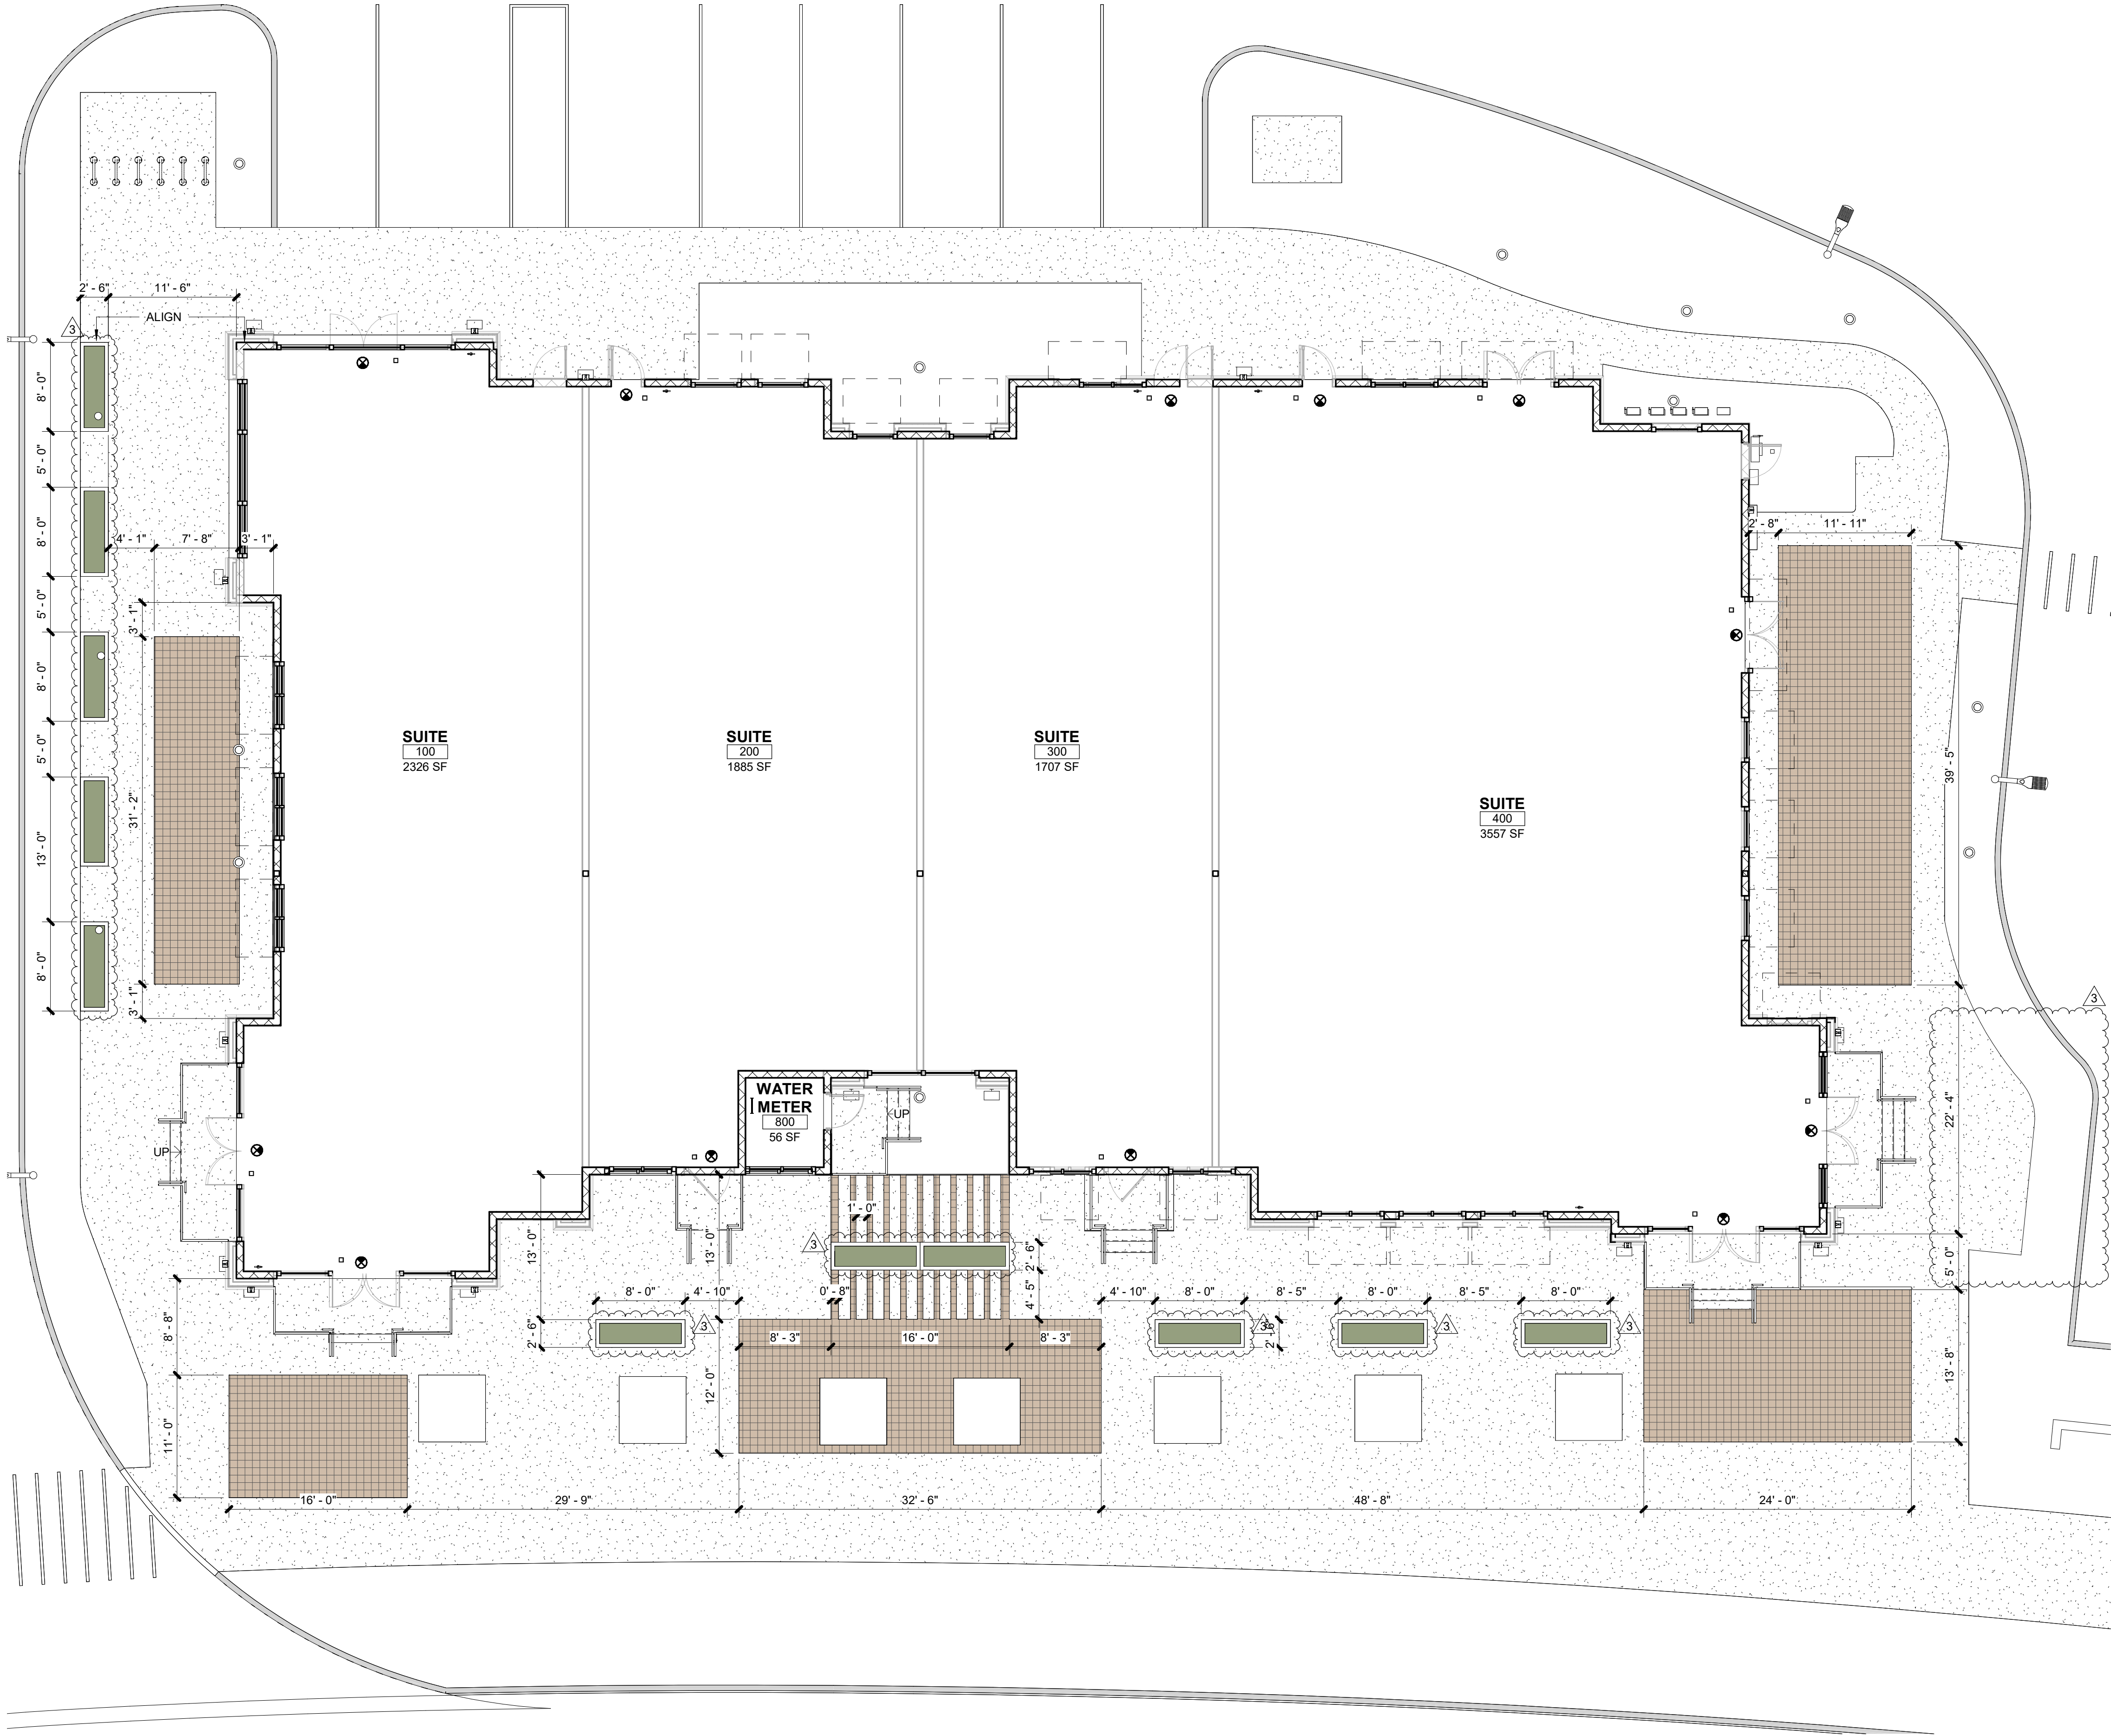 2' - 6"
11' - 6"
ALIGN
3
8' - 0"
5' - 0"
8' - 0"
4' - 1"
7' - 8"
3' - 1"
2' - 8"
11' - 11"
5' - 0"
3' - 1"
8' - 0"
5' - 0"
31' - 2"
13' - 0"
8' - 0"
3' - 1"
SUITE
100
2326 SF
SUITE
200
1885 SF
SUITE
300
1707 SF
SUITE
400
3557 SF
39' - 5"
3
WATER
METER
800
56 SF
UP
UP
22' - 4"
1' - 0"
13' - 0"
13' - 0"
3
2' - 6"
5' - 0"
8' - 0"
4' - 10"
0' - 8"
4' - 5"
4' - 10"
8' - 0"
8' - 5"
8' - 0"
8' - 5"
8' - 0"
8' - 8"
2' - 6"
3
8' - 3"
16' - 0"
8' - 3"
3
2' - 6"
3
3
12' - 0"
13' - 8"
11' - 0"
16' - 0"
29' - 9"
32' - 6"
48' - 8"
24' - 0"